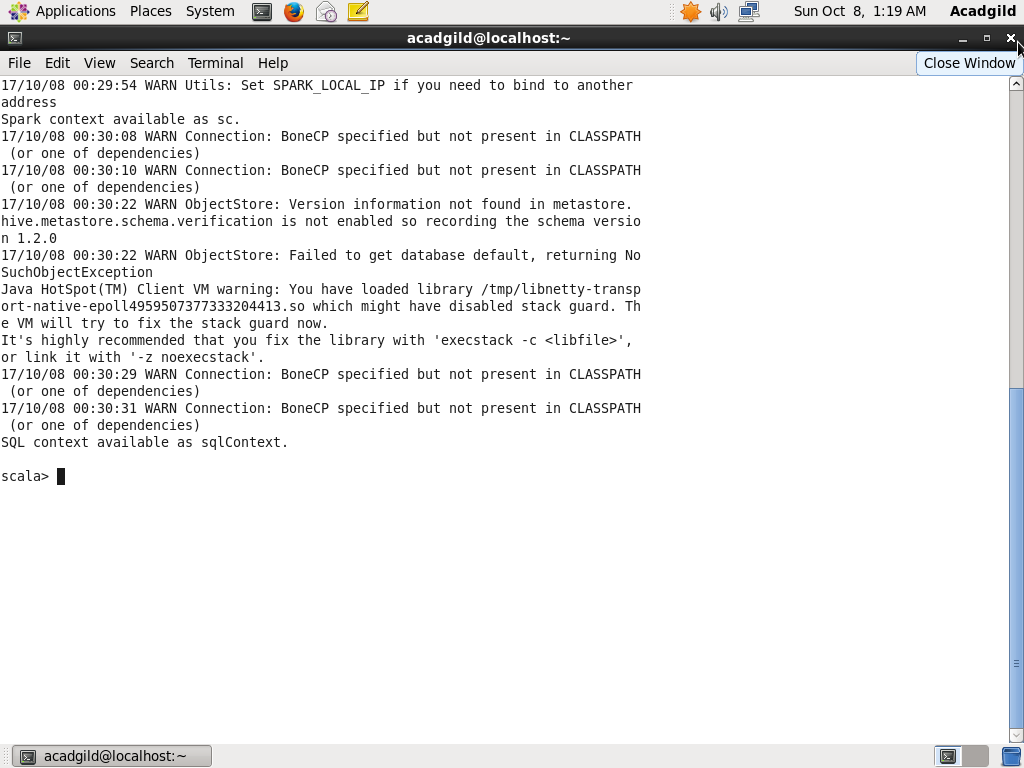 Applications Places System Sun Oct 8, 1:19 AM Acadgild
acadgild@localhost:~
File Edit View Search Terminal Help Close Window
17/10/08 00:29:54 WARN Utils: Set SPARK_LOCAL_IP if you need to bind to another
address
Spark context available as sc.
17/10/08 00:30:08 WARN Connection: BoneCP specified but not present in CLASSPATH
 (or one of dependencies)
17/10/08 00:30:10 WARN Connection: BoneCP specified but not present in CLASSPATH
 (or one of dependencies)
17/10/08 00:30:22 WARN ObjectStore: Version information not found in metastore.
hive.metastore.schema.verification is not enabled so recording the schema versio
n 1.2.0
17/10/08 00:30:22 WARN ObjectStore: Failed to get database default, returning No
SuchObjectException
Java HotSpot(TM) Client VM warning: You have loaded library /tmp/libnetty-transp
ort-native-epoll4959507377333204413.so which might have disabled stack guard. Th
e VM will try to fix the stack guard now.
It's highly recommended that you fix the library with 'execstack -c <libfile>',
or link it with '-z noexecstack'.
17/10/08 00:30:29 WARN Connection: BoneCP specified but not present in CLASSPATH
 (or one of dependencies)
17/10/08 00:30:31 WARN Connection: BoneCP specified but not present in CLASSPATH
 (or one of dependencies)
SQL context available as sqlContext.
scala>
acadgild@localhost:~